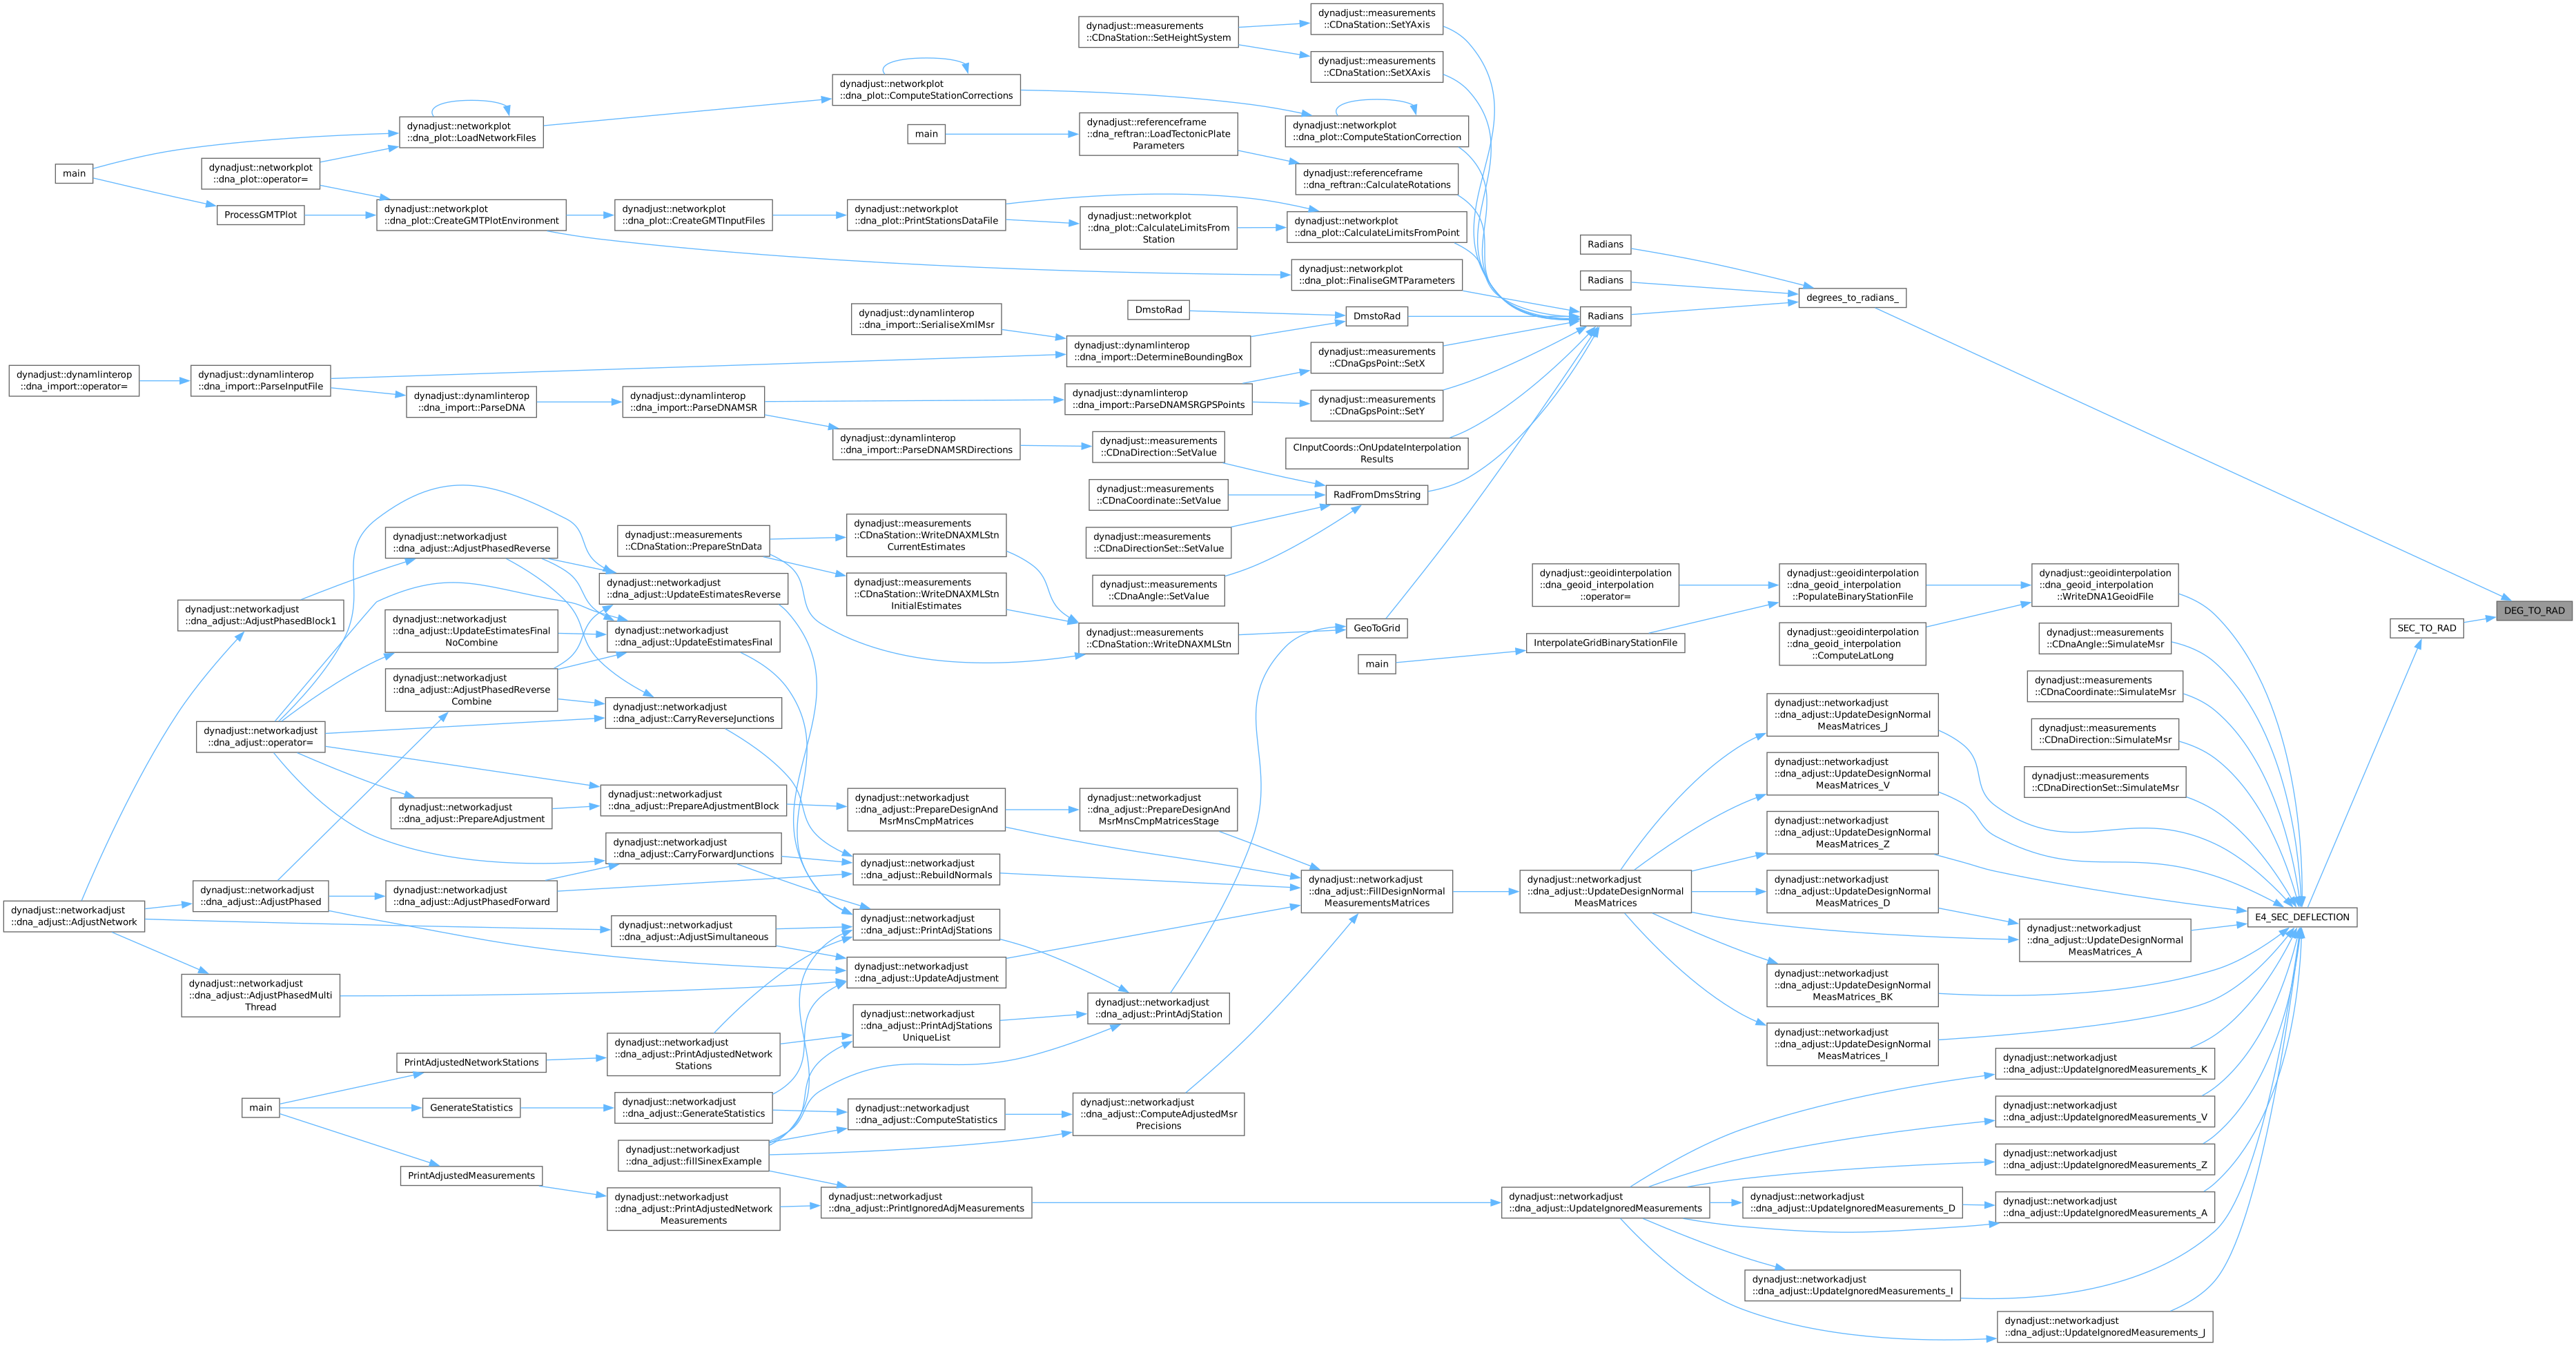 dynadjust::measurements
::CDnaStation::SetYAxis
dynadjust::measurements
::CDnaStation::SetHeightSystem
dynadjust::measurements
::CDnaStation::SetXAxis
dynadjust::networkplot
::dna_plot::ComputeStationCorrections
dynadjust::networkplot
::dna_plot::LoadNetworkFiles
main
dynadjust::referenceframe
::dna_reftran::LoadTectonicPlate
Parameters
dynadjust::networkplot
::dna_plot::ComputeStationCorrection
main
dynadjust::networkplot
::dna_plot::operator=
dynadjust::referenceframe
::dna_reftran::CalculateRotations
ProcessGMTPlot
dynadjust::networkplot
::dna_plot::CreateGMTPlotEnvironment
dynadjust::networkplot
::dna_plot::CreateGMTInputFiles
dynadjust::networkplot
::dna_plot::PrintStationsDataFile
dynadjust::networkplot
::dna_plot::CalculateLimitsFrom
Station
dynadjust::networkplot
::dna_plot::CalculateLimitsFromPoint
Radians
dynadjust::networkplot
::dna_plot::FinaliseGMTParameters
Radians
degrees_to_radians_
dynadjust::dynamlinterop
::dna_import::SerialiseXmlMsr
DmstoRad
DmstoRad
Radians
dynadjust::dynamlinterop
::dna_import::DetermineBoundingBox
dynadjust::measurements
::CDnaGpsPoint::SetX
dynadjust::dynamlinterop
::dna_import::operator=
dynadjust::dynamlinterop
::dna_import::ParseInputFile
dynadjust::dynamlinterop
::dna_import::ParseDNA
dynadjust::dynamlinterop
::dna_import::ParseDNAMSR
dynadjust::dynamlinterop
::dna_import::ParseDNAMSRGPSPoints
dynadjust::measurements
::CDnaGpsPoint::SetY
dynadjust::dynamlinterop
::dna_import::ParseDNAMSRDirections
dynadjust::measurements
::CDnaDirection::SetValue
CInputCoords::OnUpdateInterpolation
Results
dynadjust::measurements
::CDnaCoordinate::SetValue
RadFromDmsString
dynadjust::measurements
::CDnaDirectionSet::SetValue
dynadjust::measurements
::CDnaAngle::SetValue
dynadjust::networkadjust
::dna_adjust::AdjustPhasedReverse
dynadjust::measurements
::CDnaStation::PrepareStnData
dynadjust::measurements
::CDnaStation::WriteDNAXMLStn
CurrentEstimates
dynadjust::networkadjust
::dna_adjust::UpdateEstimatesReverse
dynadjust::measurements
::CDnaStation::WriteDNAXMLStn
InitialEstimates
dynadjust::geoidinterpolation
::dna_geoid_interpolation
::operator=
dynadjust::geoidinterpolation
::dna_geoid_interpolation
::PopulateBinaryStationFile
dynadjust::geoidinterpolation
::dna_geoid_interpolation
::WriteDNA1GeoidFile
DEG_TO_RAD
SEC_TO_RAD
dynadjust::networkadjust
::dna_adjust::AdjustPhasedBlock1
dynadjust::networkadjust
::dna_adjust::UpdateEstimatesFinal
NoCombine
dynadjust::networkadjust
::dna_adjust::UpdateEstimatesFinal
dynadjust::measurements
::CDnaStation::WriteDNAXMLStn
GeoToGrid
InterpolateGridBinaryStationFile
dynadjust::geoidinterpolation
::dna_geoid_interpolation
::ComputeLatLong
dynadjust::measurements
::CDnaAngle::SimulateMsr
main
dynadjust::networkadjust
::dna_adjust::AdjustPhasedReverse
Combine
dynadjust::measurements
::CDnaCoordinate::SimulateMsr
dynadjust::networkadjust
::dna_adjust::CarryReverseJunctions
dynadjust::networkadjust
::dna_adjust::UpdateDesignNormal
MeasMatrices_J
dynadjust::networkadjust
::dna_adjust::operator=
dynadjust::measurements
::CDnaDirection::SimulateMsr
dynadjust::networkadjust
::dna_adjust::UpdateDesignNormal
MeasMatrices_V
dynadjust::measurements
::CDnaDirectionSet::SimulateMsr
dynadjust::networkadjust
::dna_adjust::PrepareAdjustment
dynadjust::networkadjust
::dna_adjust::PrepareAdjustmentBlock
dynadjust::networkadjust
::dna_adjust::PrepareDesignAnd
MsrMnsCmpMatrices
dynadjust::networkadjust
::dna_adjust::PrepareDesignAnd
MsrMnsCmpMatricesStage
dynadjust::networkadjust
::dna_adjust::UpdateDesignNormal
MeasMatrices_Z
dynadjust::networkadjust
::dna_adjust::CarryForwardJunctions
dynadjust::networkadjust
::dna_adjust::RebuildNormals
dynadjust::networkadjust
::dna_adjust::AdjustNetwork
dynadjust::networkadjust
::dna_adjust::AdjustPhased
dynadjust::networkadjust
::dna_adjust::AdjustPhasedForward
dynadjust::networkadjust
::dna_adjust::FillDesignNormal
MeasurementsMatrices
dynadjust::networkadjust
::dna_adjust::UpdateDesignNormal
MeasMatrices
dynadjust::networkadjust
::dna_adjust::UpdateDesignNormal
MeasMatrices_D
E4_SEC_DEFLECTION
dynadjust::networkadjust
::dna_adjust::AdjustSimultaneous
dynadjust::networkadjust
::dna_adjust::PrintAdjStations
dynadjust::networkadjust
::dna_adjust::UpdateDesignNormal
MeasMatrices_A
dynadjust::networkadjust
::dna_adjust::AdjustPhasedMulti
Thread
dynadjust::networkadjust
::dna_adjust::UpdateAdjustment
dynadjust::networkadjust
::dna_adjust::UpdateDesignNormal
MeasMatrices_BK
dynadjust::networkadjust
::dna_adjust::PrintAdjStation
dynadjust::networkadjust
::dna_adjust::PrintAdjStations
UniqueList
dynadjust::networkadjust
::dna_adjust::UpdateDesignNormal
MeasMatrices_I
PrintAdjustedNetworkStations
dynadjust::networkadjust
::dna_adjust::PrintAdjustedNetwork
Stations
dynadjust::networkadjust
::dna_adjust::UpdateIgnoredMeasurements_K
main
GenerateStatistics
dynadjust::networkadjust
::dna_adjust::GenerateStatistics
dynadjust::networkadjust
::dna_adjust::ComputeStatistics
dynadjust::networkadjust
::dna_adjust::ComputeAdjustedMsr
Precisions
dynadjust::networkadjust
::dna_adjust::UpdateIgnoredMeasurements_V
dynadjust::networkadjust
::dna_adjust::fillSinexExample
dynadjust::networkadjust
::dna_adjust::UpdateIgnoredMeasurements_Z
PrintAdjustedMeasurements
dynadjust::networkadjust
::dna_adjust::PrintAdjustedNetwork
Measurements
dynadjust::networkadjust
::dna_adjust::PrintIgnoredAdjMeasurements
dynadjust::networkadjust
::dna_adjust::UpdateIgnoredMeasurements
dynadjust::networkadjust
::dna_adjust::UpdateIgnoredMeasurements_D
dynadjust::networkadjust
::dna_adjust::UpdateIgnoredMeasurements_A
dynadjust::networkadjust
::dna_adjust::UpdateIgnoredMeasurements_I
dynadjust::networkadjust
::dna_adjust::UpdateIgnoredMeasurements_J